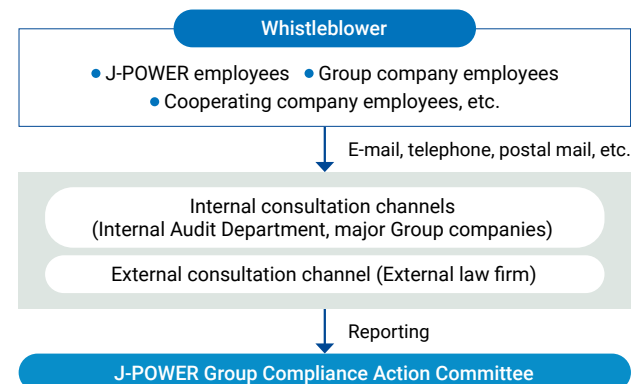 Whistleblower
● J-POWER employees ● Group company employees
● Cooperating company employees, etc.
E-mail, telephone, postal mail, etc.
Internal consultation channels
(Internal Audit Department, major Group companies)
External consultation channel (External law firm)
Reporting
J-POWER Group Compliance Action Committee